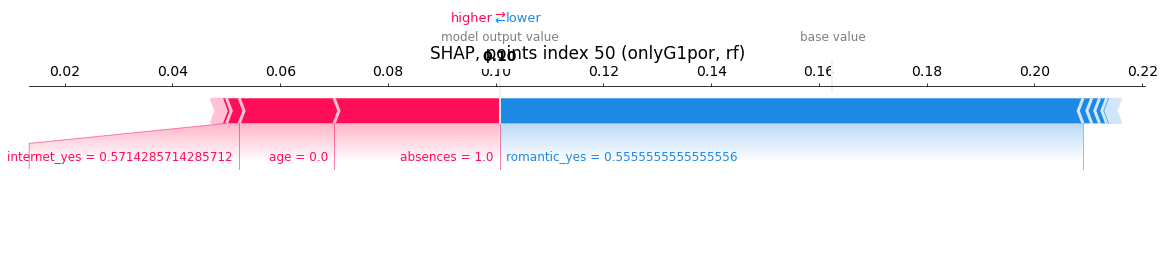 higher ⇄ lower
model output value base value
SHAP, points index 50 (onlyG1por, rf)
0.10
0.02 0.04 0.06 0.08 0.10 0.12 0.14 0.16 0.18 0.20 0.22
internet_yes = 0.5714285714285712 age = 0.0 absences = 1.0 romantic_yes = 0.5555555555555556